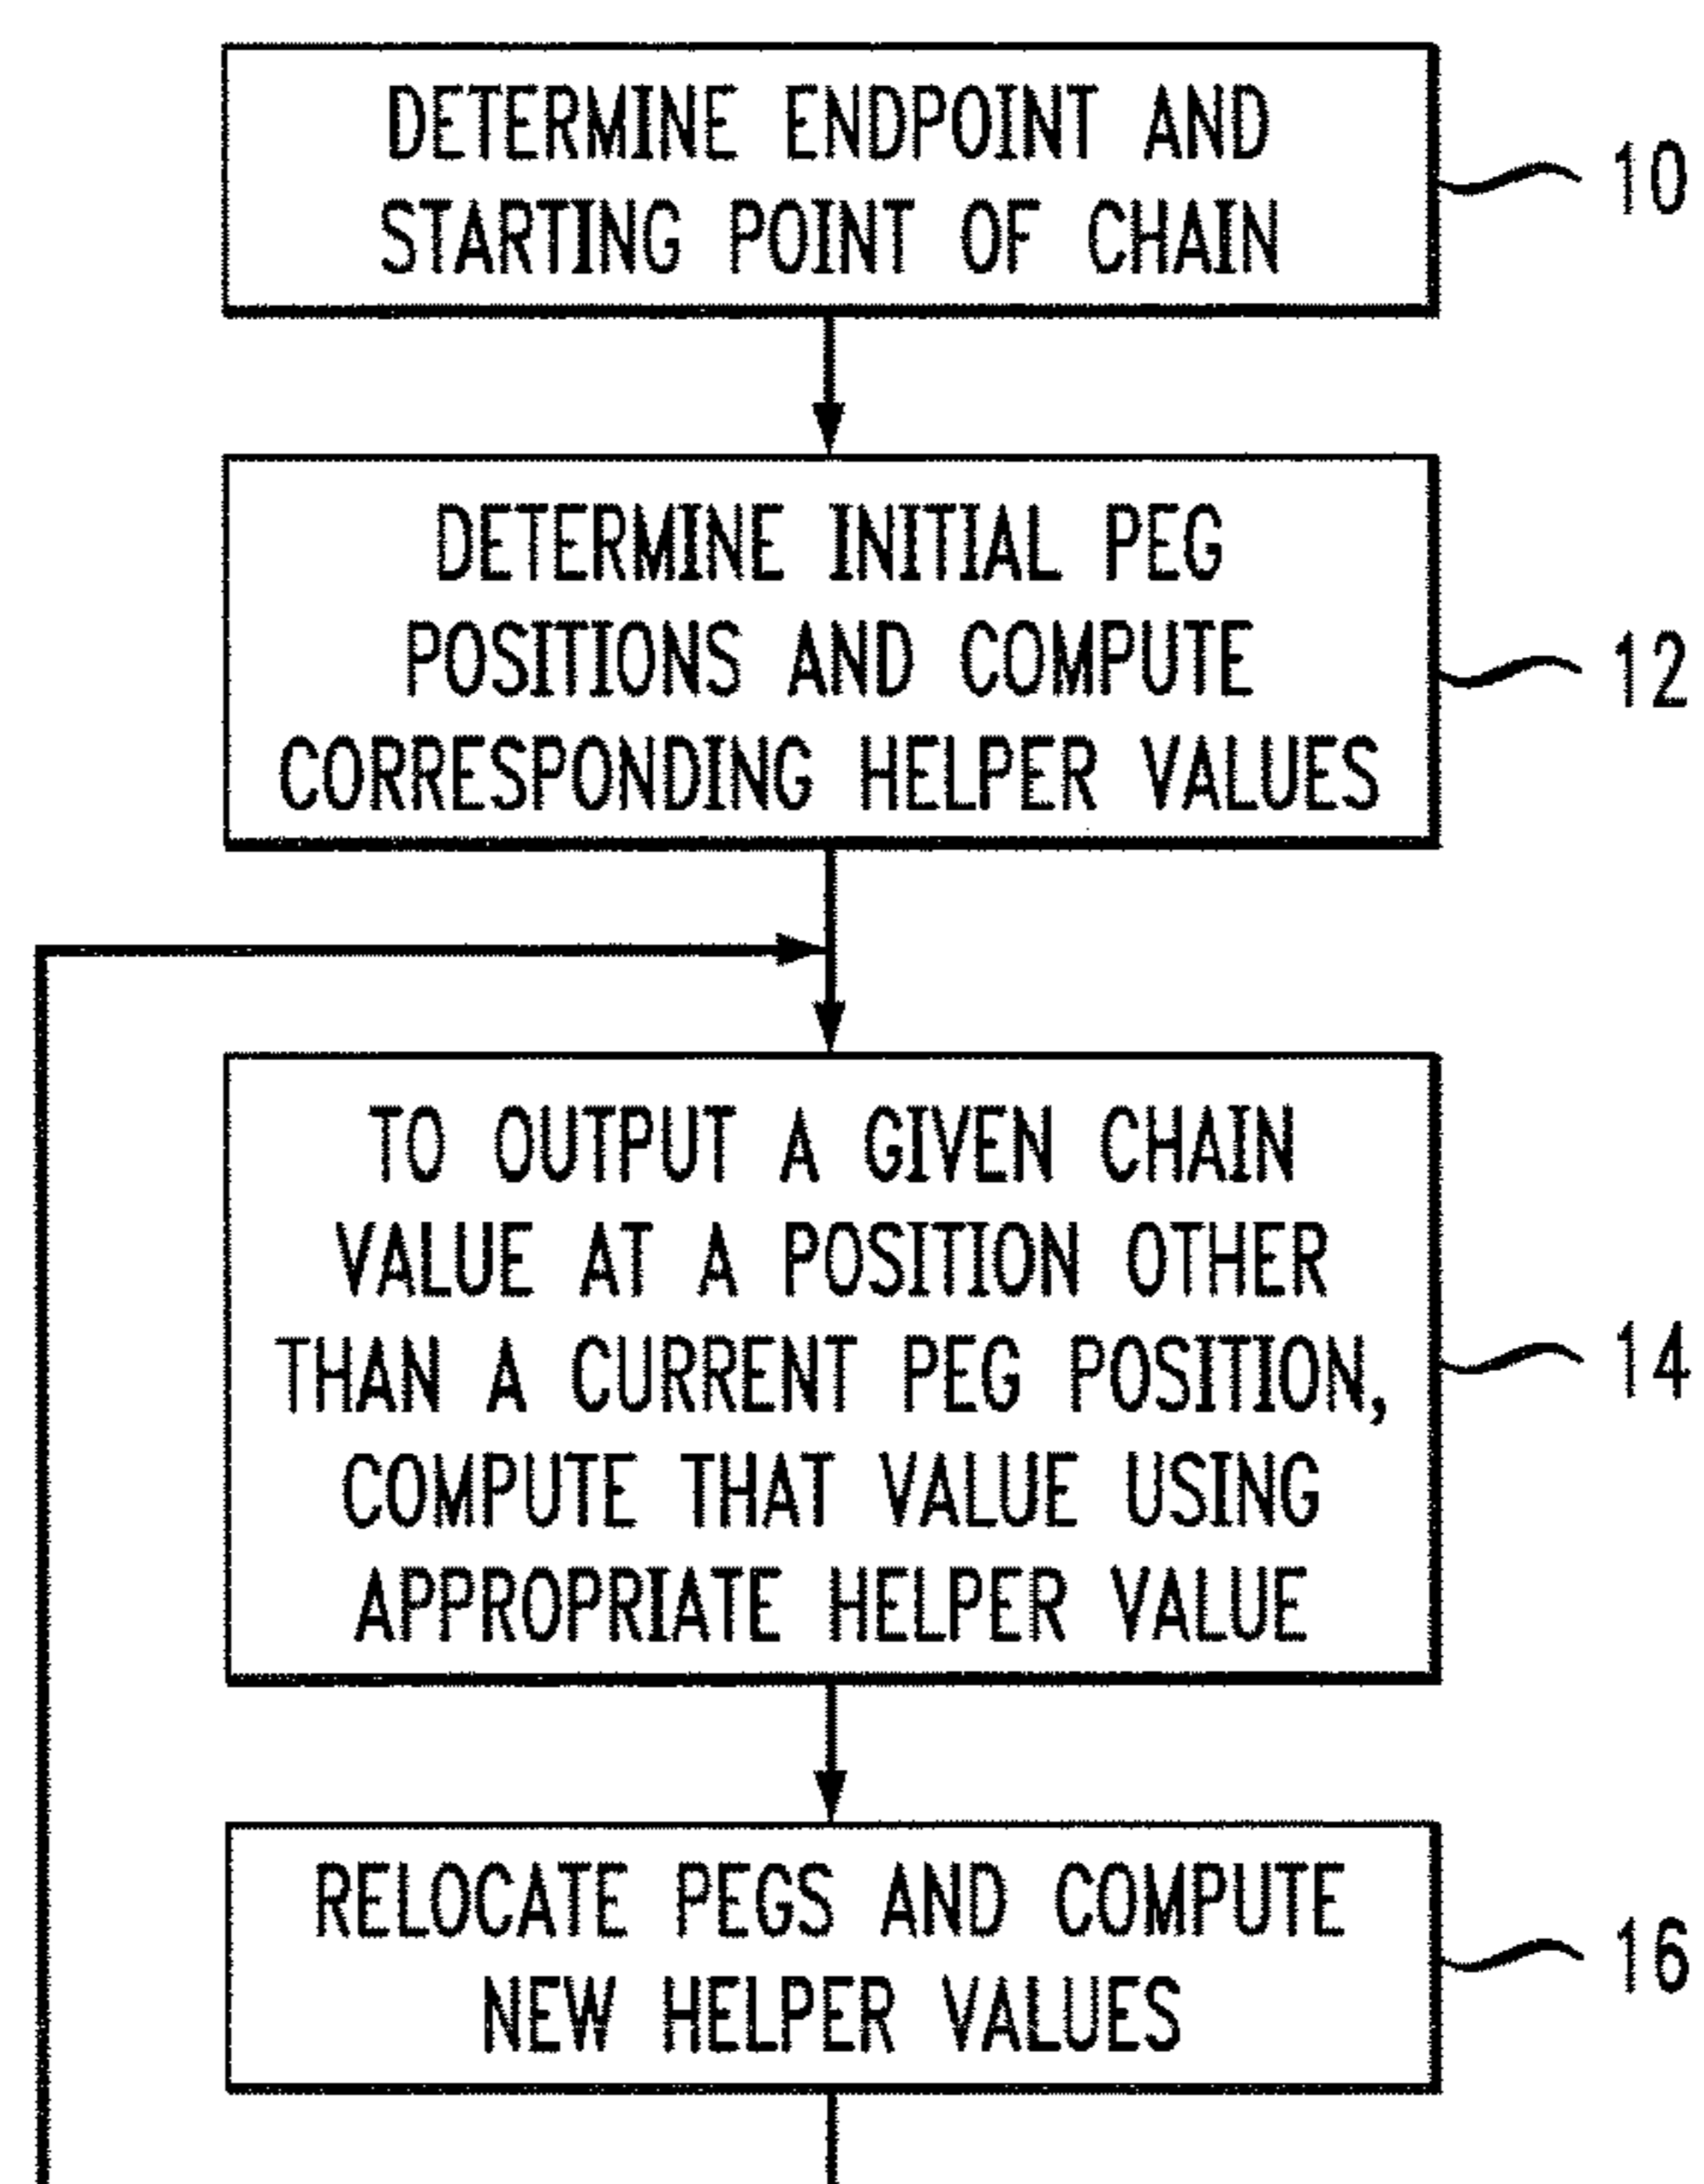 DETERMINE ENDPOINT AND
STARTING POINT OF CHAIN
10
DETERMINE INITIAL PEG
POSITIONS AND COMPUTE
CORRESPONDING HELPER VALUES
12
TO OUTPUT A GIVEN CHAIN
VALUE AT A POSITION OTHER
THAN A CURRENT PEG POSITION,
COMPUTE THAT VALUE USING
APPROPRIATE HELPER VALUE
14
RELOCATE PEGS AND COMPUTE
NEW HELPER VALUES
16